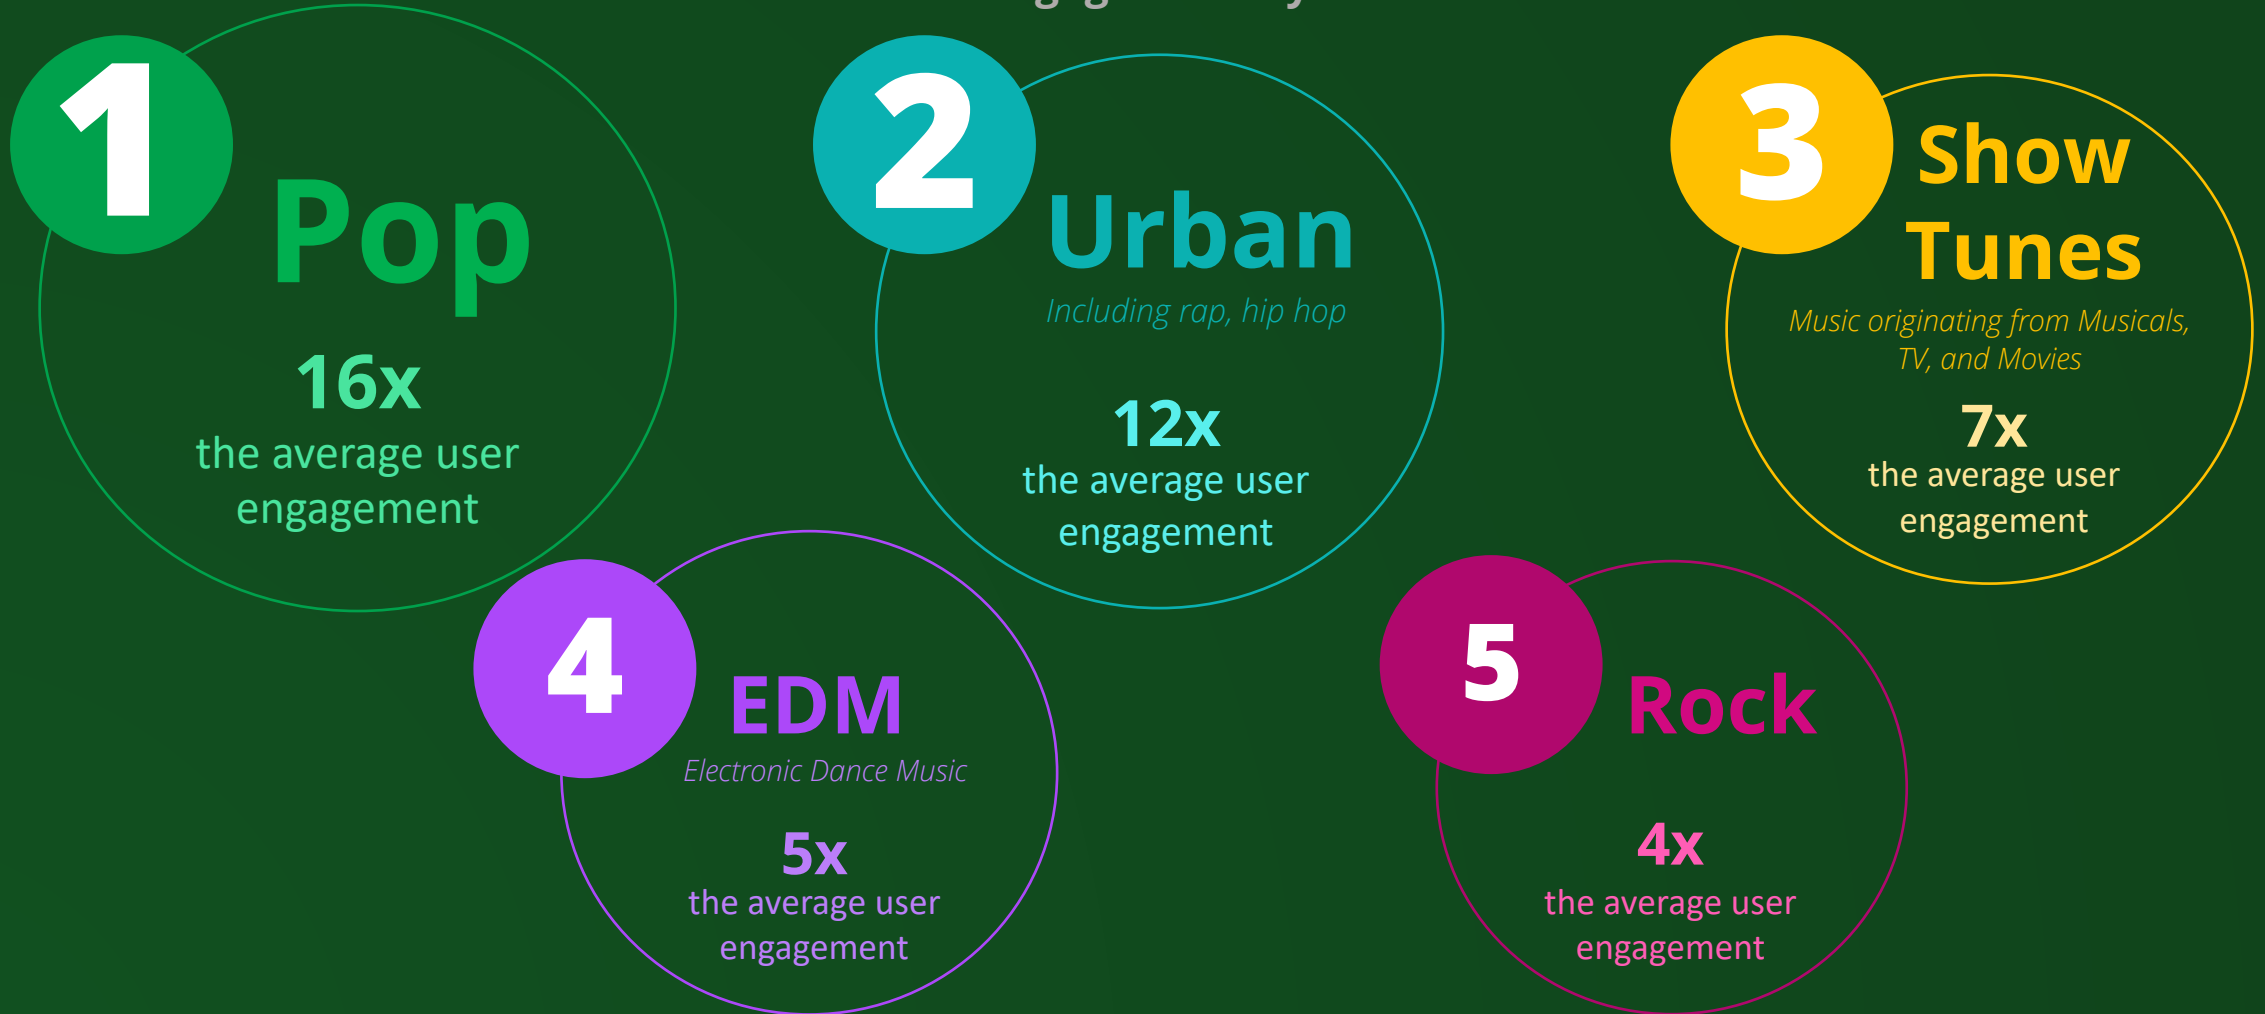 1
Pop
16x
the average user
engagement
2
Urban
Including rap, hip hop
12x
the average user
engagement
3
Show
Tunes
Music originating from Musicals,
TV, and Movies
7x
the average user
engagement
4
EDM
Electronic Dance Music
5x
the average user
engagement
5
Rock
4x
the average user
engagement